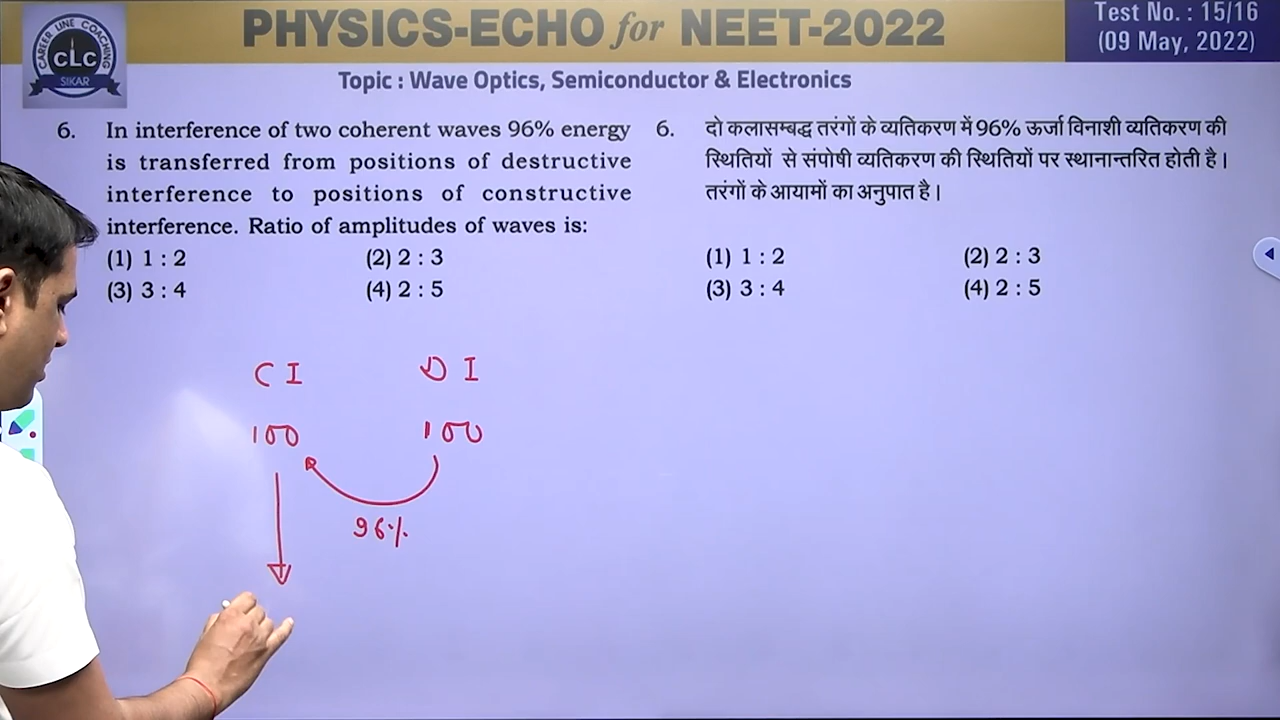 PHYSICS-ECHO for NEET-2022
Test No. : 15/16
(09 May, 2022)
CAREER LINE COACHING
CLC
SIKAR
Topic : Wave Optics, Semiconductor & Electronics
6. In interference of two coherent waves 96% energy
is transferred from positions of destructive
interference to positions of constructive
interference. Ratio of amplitudes of waves is:
(1) 1 : 2 (2) 2 : 3
(3) 3 : 4 (4) 2 : 5
6. दो कलासम्बद्ध तरंगों के व्यतिकरण में 96% ऊर्जा विनाशी व्यतिकरण की
स्थितियों से संपोषी व्यतिकरण की स्थितियों पर स्थानान्तरित होती है।
तरंगों के आयामों का अनुपात है।
(1) 1 : 2 (2) 2 : 3
(3) 3 : 4 (4) 2 : 5
C I D I
100 100
96%